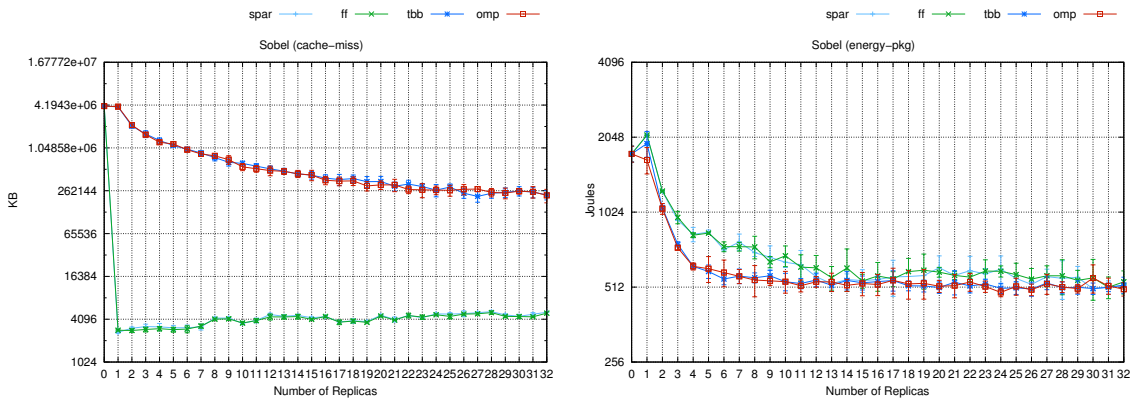 spar ff tbb omp
Sobel (cache-miss)
1.67772e+07
4.1943e+06
1.04858e+06
262144
65536
16384
4096
1024
KB
0 1 2 3 4 5 6 7 8 9 10 11 12 13 14 15 16 17 18 19 20 21 22 23 24 25 26 27 28 29 30 31 32
Number of Replicas
spar ff tbb omp
Sobel (energy-pkg)
4096
2048
1024
512
256
Joules
0 1 2 3 4 5 6 7 8 9 10 11 12 13 14 15 16 17 18 19 20 21 22 23 24 25 26 27 28 29 30 31 32
Number of Replicas